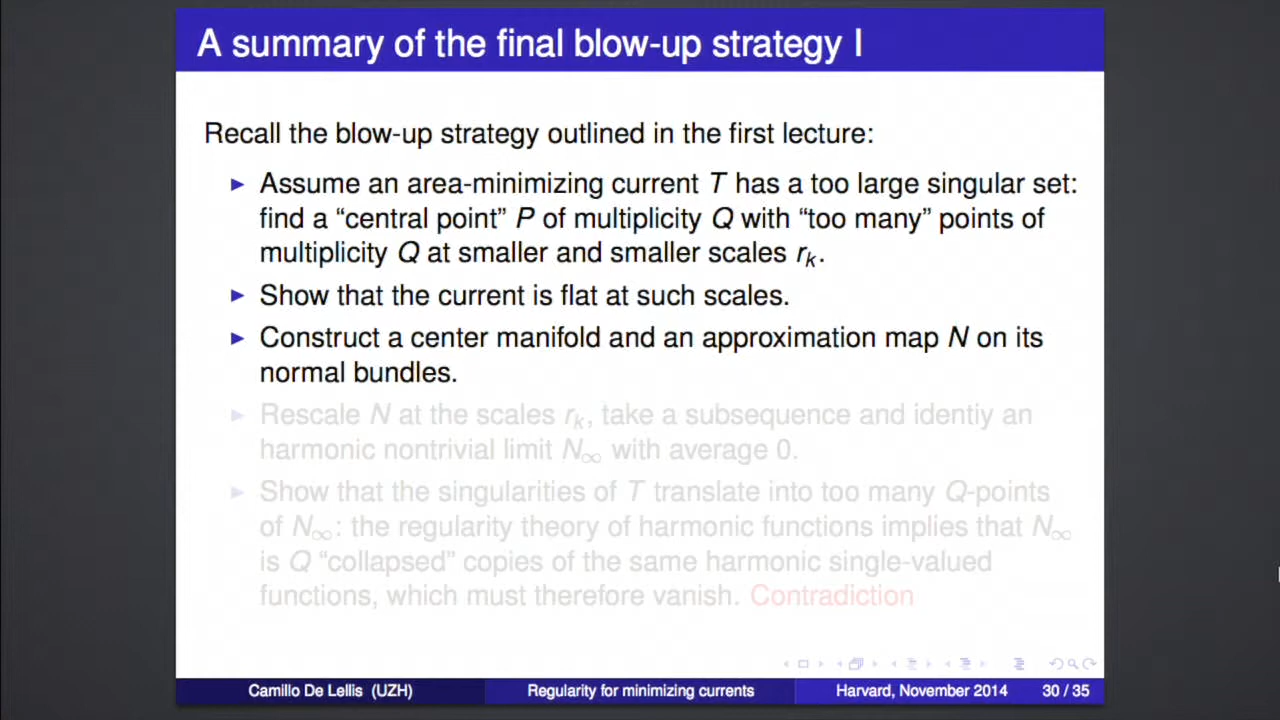 A summary of the final blow-up strategy I
Recall the blow-up strategy outlined in the first lecture:
Assume an area-minimizing current T has a too large singular set:
find a “central point” P of multiplicity Q with “too many” points of
multiplicity Q at smaller and smaller scales rₖ.
Show that the current is flat at such scales.
Construct a center manifold and an approximation map N on its
normal bundles.
Rescale N at the scales rₖ, take a subsequence and identiy an
harmonic nontrivial limit N∞ with average 0.
Show that the singularities of T translate into too many Q-points
of N∞: the regularity theory of harmonic functions implies that N∞
is Q “collapsed” copies of the same harmonic single-valued
functions, which must therefore vanish. Contradiction
Camillo De Lellis (UZH) Regularity for minimizing currents Harvard, November 2014 30 / 35